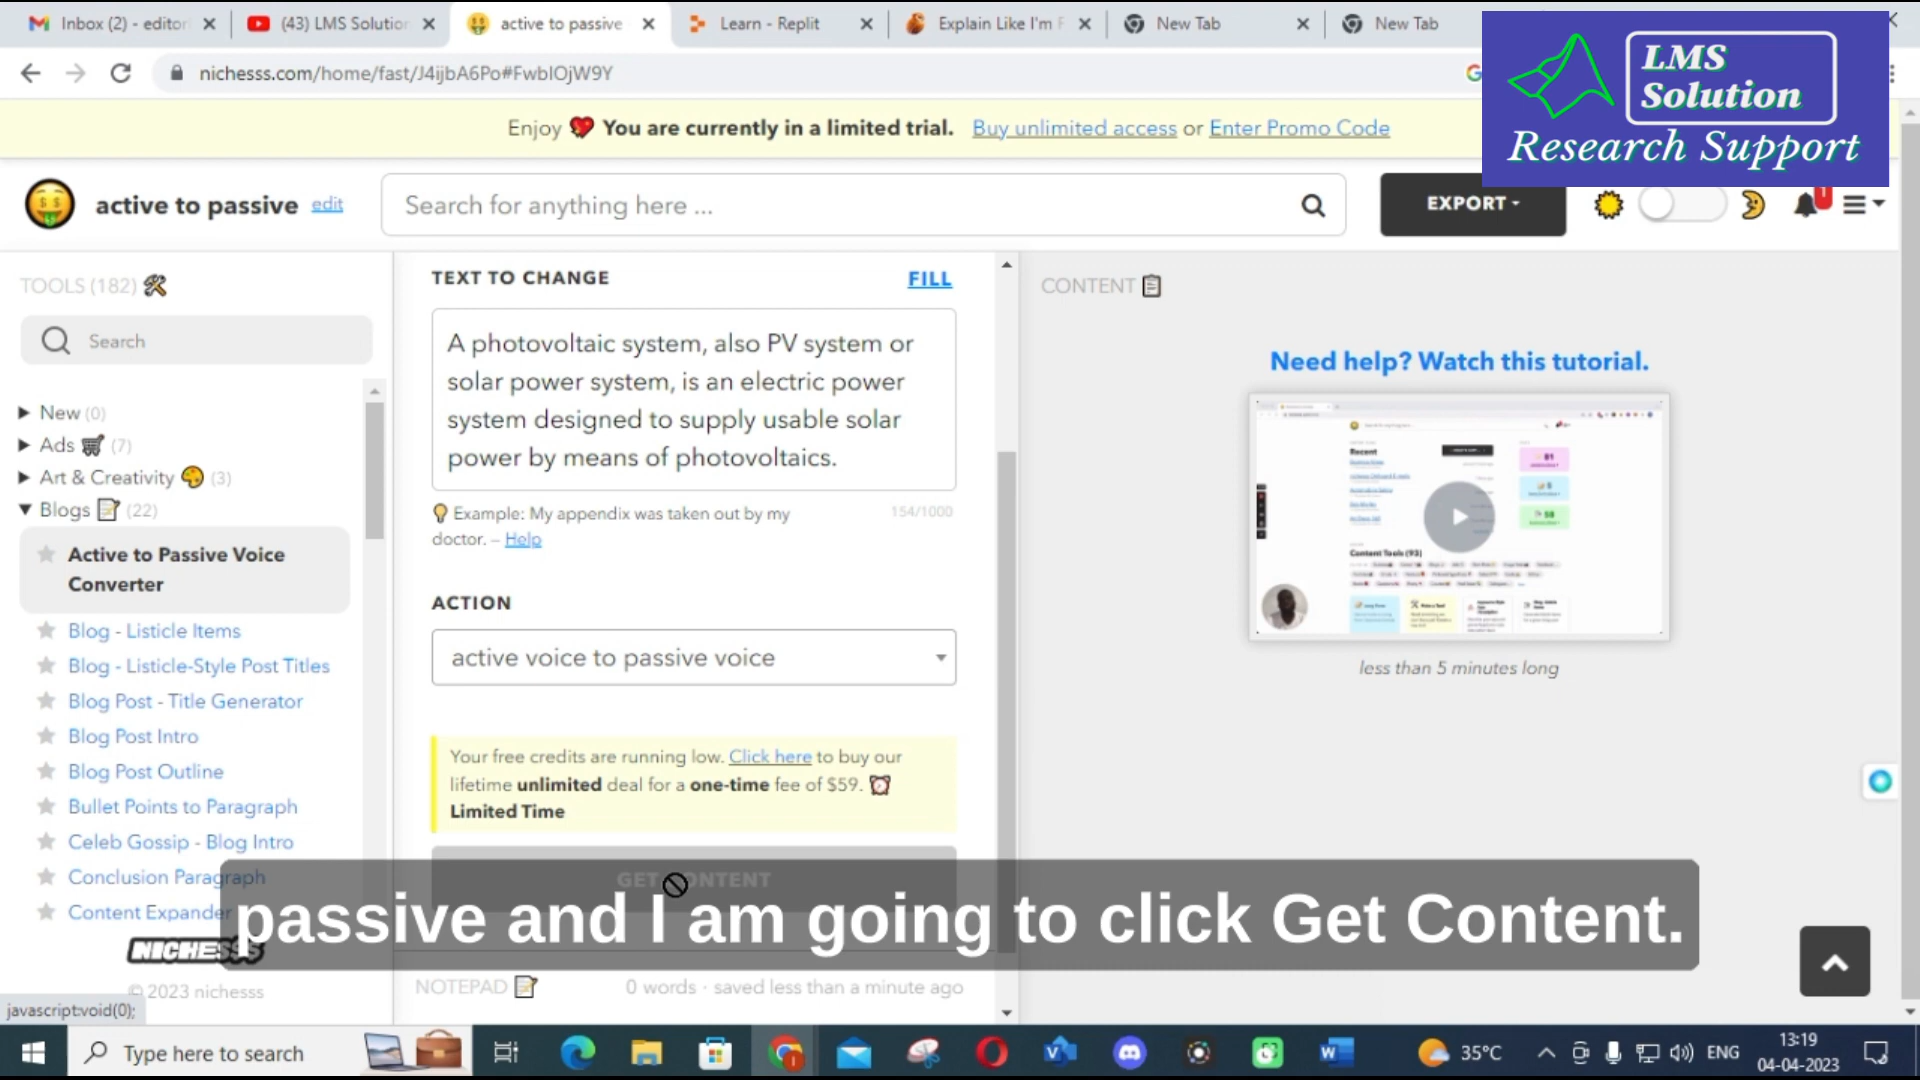 Inbox (2) - editor
(43) LMS Solution
active to passive
Learn - Replit
Explain Like I'm F
New Tab
New Tab
nichesss.com/home/fast/J4ijbA6Po#FwblOjW9Y
LMS
Solution
Research Support
Enjoy You are currently in a limited trial. Buy unlimited access or Enter Promo Code
active to passive edit
Search for anything here ...
EXPORT
1
TOOLS (182)
Search
New (0)
Ads (7)
Art & Creativity (3)
Blogs (22)
Active to Passive Voice
Converter
Blog - Listicle Items
Blog - Listicle-Style Post Titles
Blog Post - Title Generator
Blog Post Intro
Blog Post Outline
Bullet Points to Paragraph
Celeb Gossip - Blog Intro
Conclusion Paragraph
Content Expander
NICHESSS
© 2023 nichesss
javascript:void(0);
TEXT TO CHANGE
FILL
A photovoltaic system, also PV system or
solar power system, is an electric power
system designed to supply usable solar
power by means of photovoltaics.
Example: My appendix was taken out by my
doctor. – Help
154/1000
ACTION
active voice to passive voice
Your free credits are running low. Click here to buy our
lifetime unlimited deal for a one-time fee of $59.
Limited Time
GET CONTENT
passive and I am going to click Get Content.
NOTEPAD
0 words · saved less than a minute ago
CONTENT
Need help? Watch this tutorial.
Recent
Content Tools (93)
less than 5 minutes long
Type here to search
35°C
ENG
13:19
04-04-2023